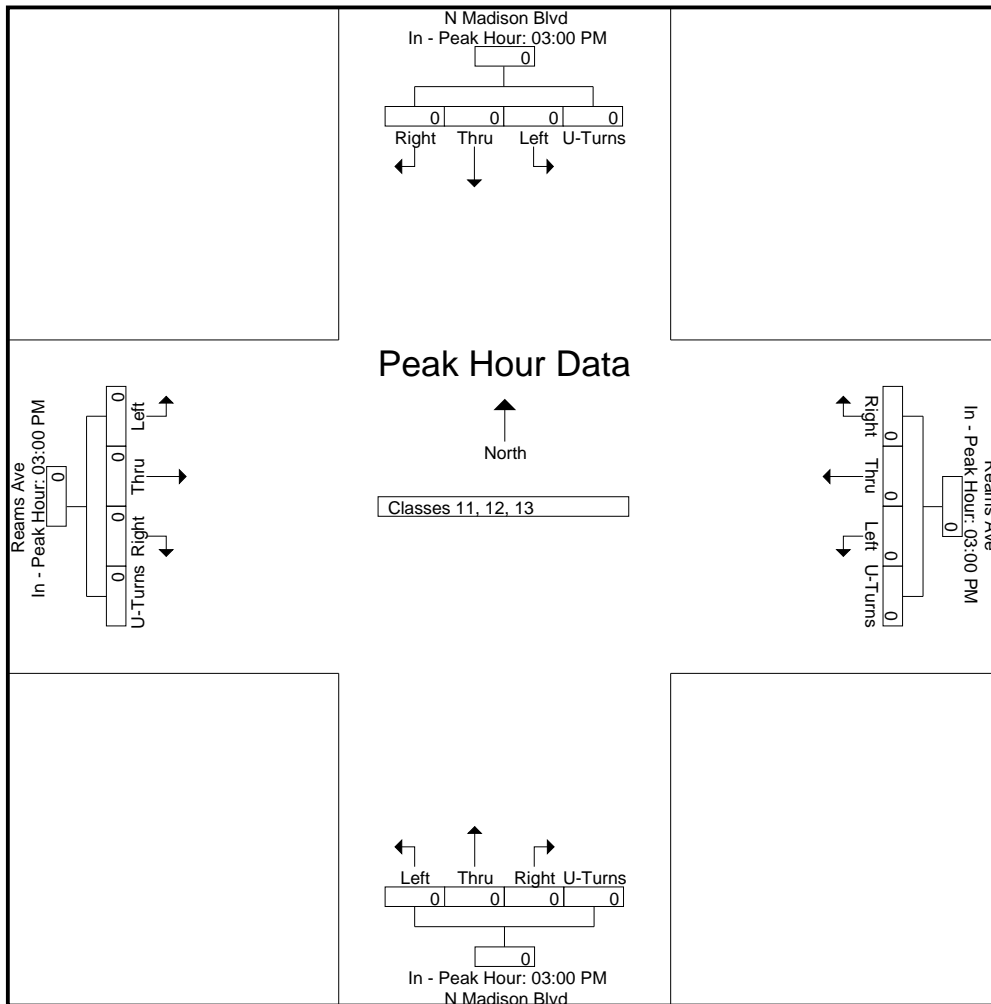 N Madison Blvd
In - Peak Hour: 03:00 PM
0
0 0 0 0
Right Thru Left U-Turns
Peak Hour Data
North
Classes 11, 12, 13
Reams Ave
In - Peak Hour: 03:00 PM
0
0 0 0 0
Left Thru Right U-Turns
Reams Ave
In - Peak Hour: 03:00 PM
0
0 0 0 0
Right Thru Left U-Turns
Left Thru Right U-Turns
0 0 0 0
0
In - Peak Hour: 03:00 PM
N Madison Blvd